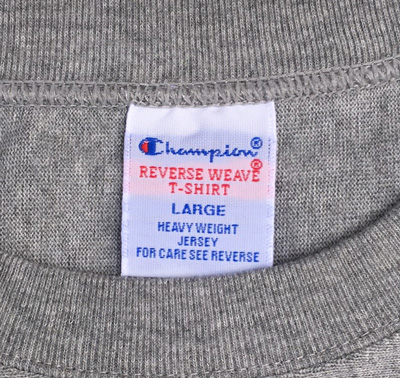 Champion®
REVERSE WEAVE®
T-SHIRT
LARGE
HEAVY WEIGHT
JERSEY
FOR CARE SEE REVERSE